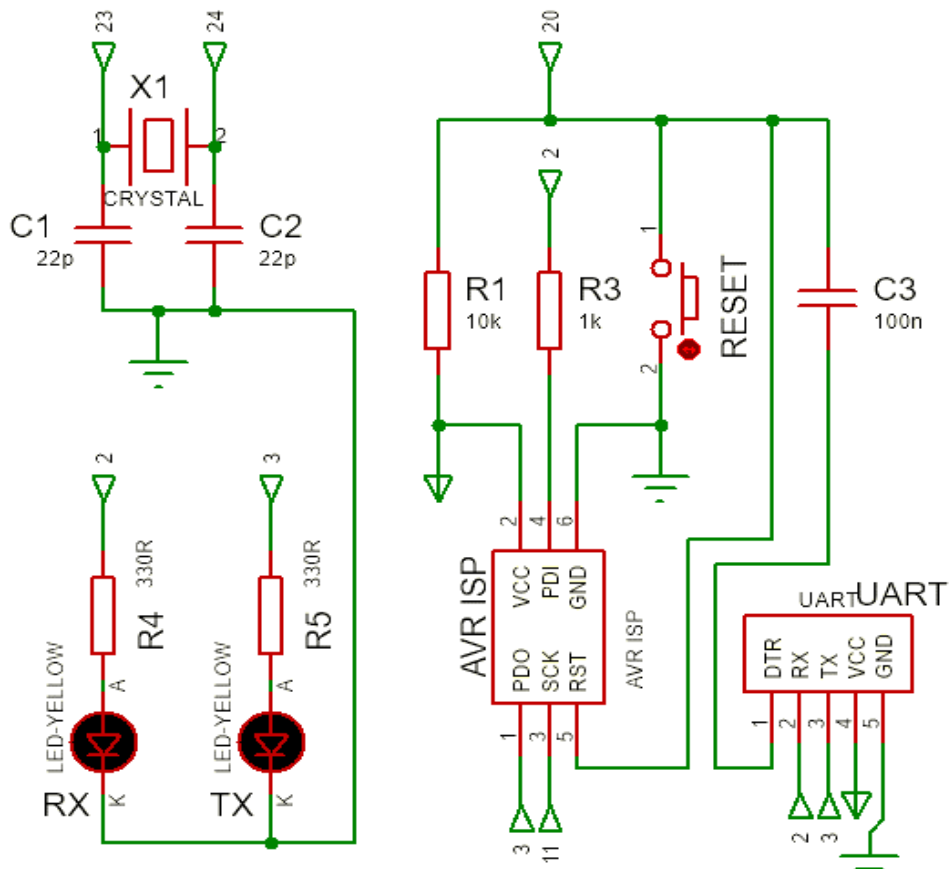 23
24
20
X1
1
2
CRYSTAL
C1
22p
C2
22p
2
1
R1
10k
R3
1k
RESET
C3
100n
2
2
3
330R
R4
330R
R5
A
A
LED-YELLOW
LED-YELLOW
RX
K
TX
K
2
4
6
AVR ISP
VCC
PDI
GND
PDO
SCK
RST
AVR ISP
1
3
5
3
11
UART
UART
DTR
RX
TX
VCC
GND
1
2
3
4
5
2
3